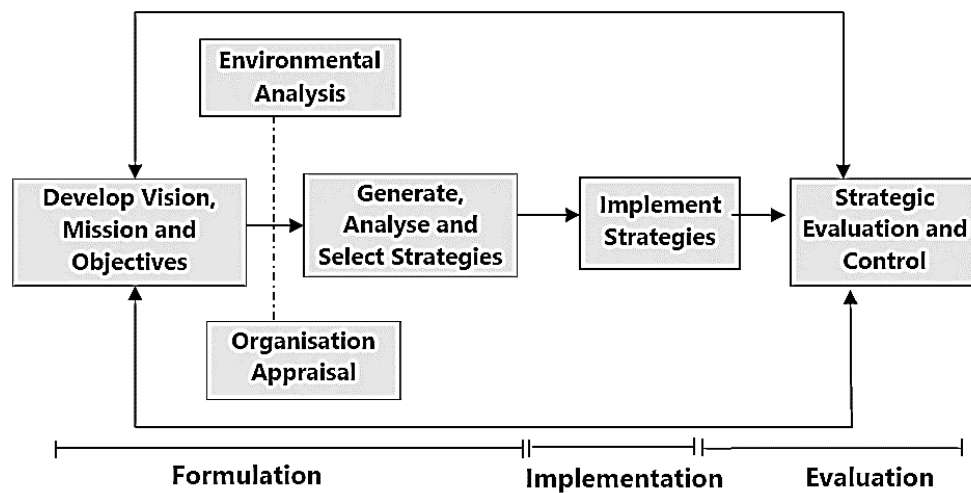 Environmental
Analysis
Develop Vision,
Mission and
Objectives
Generate,
Analyse and
Select Strategies
Implement
Strategies
Strategic
Evaluation and
Control
Organisation
Appraisal
Formulation
Implementation
Evaluation